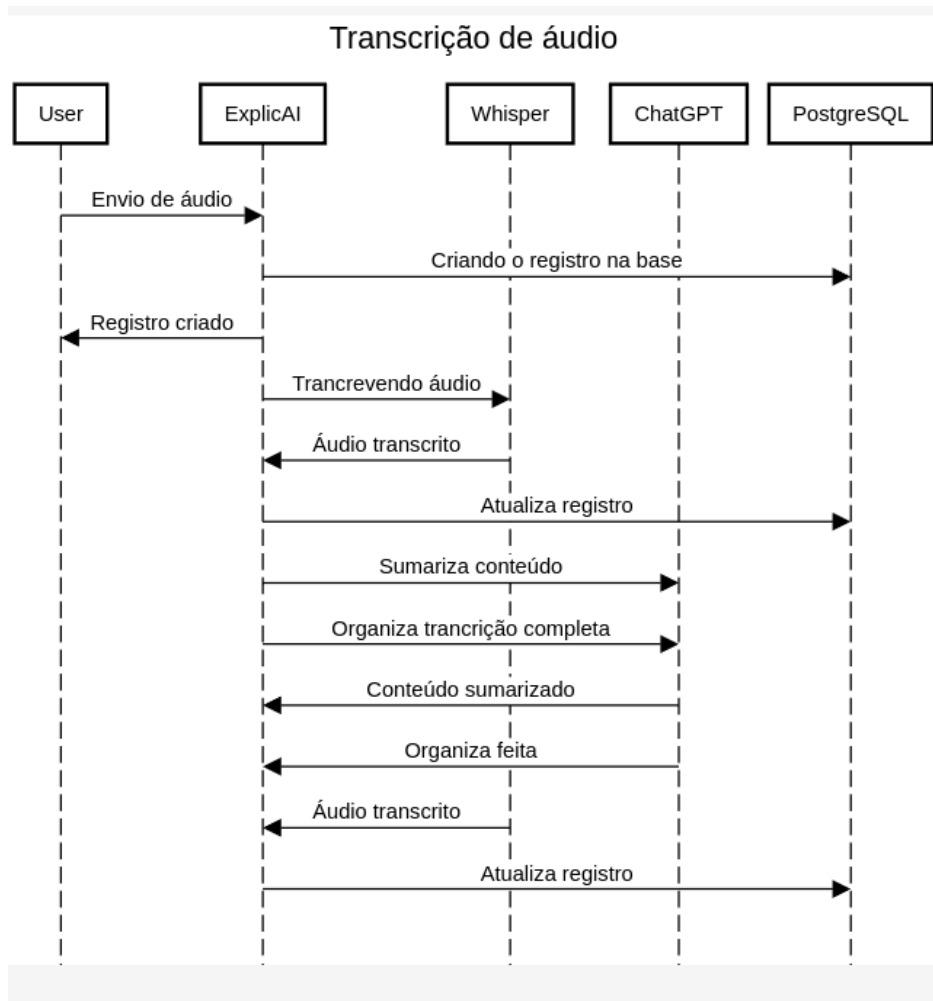 Transcrição de áudio
User
ExplicAI
Whisper
ChatGPT
PostgreSQL
Envio de áudio
Criando o registro na base
Registro criado
Trancrevendo áudio
Áudio transcrito
Atualiza registro
Sumariza conteúdo
Organiza trancrição completa
Conteúdo sumarizado
Organiza feita
Áudio transcrito
Atualiza registro